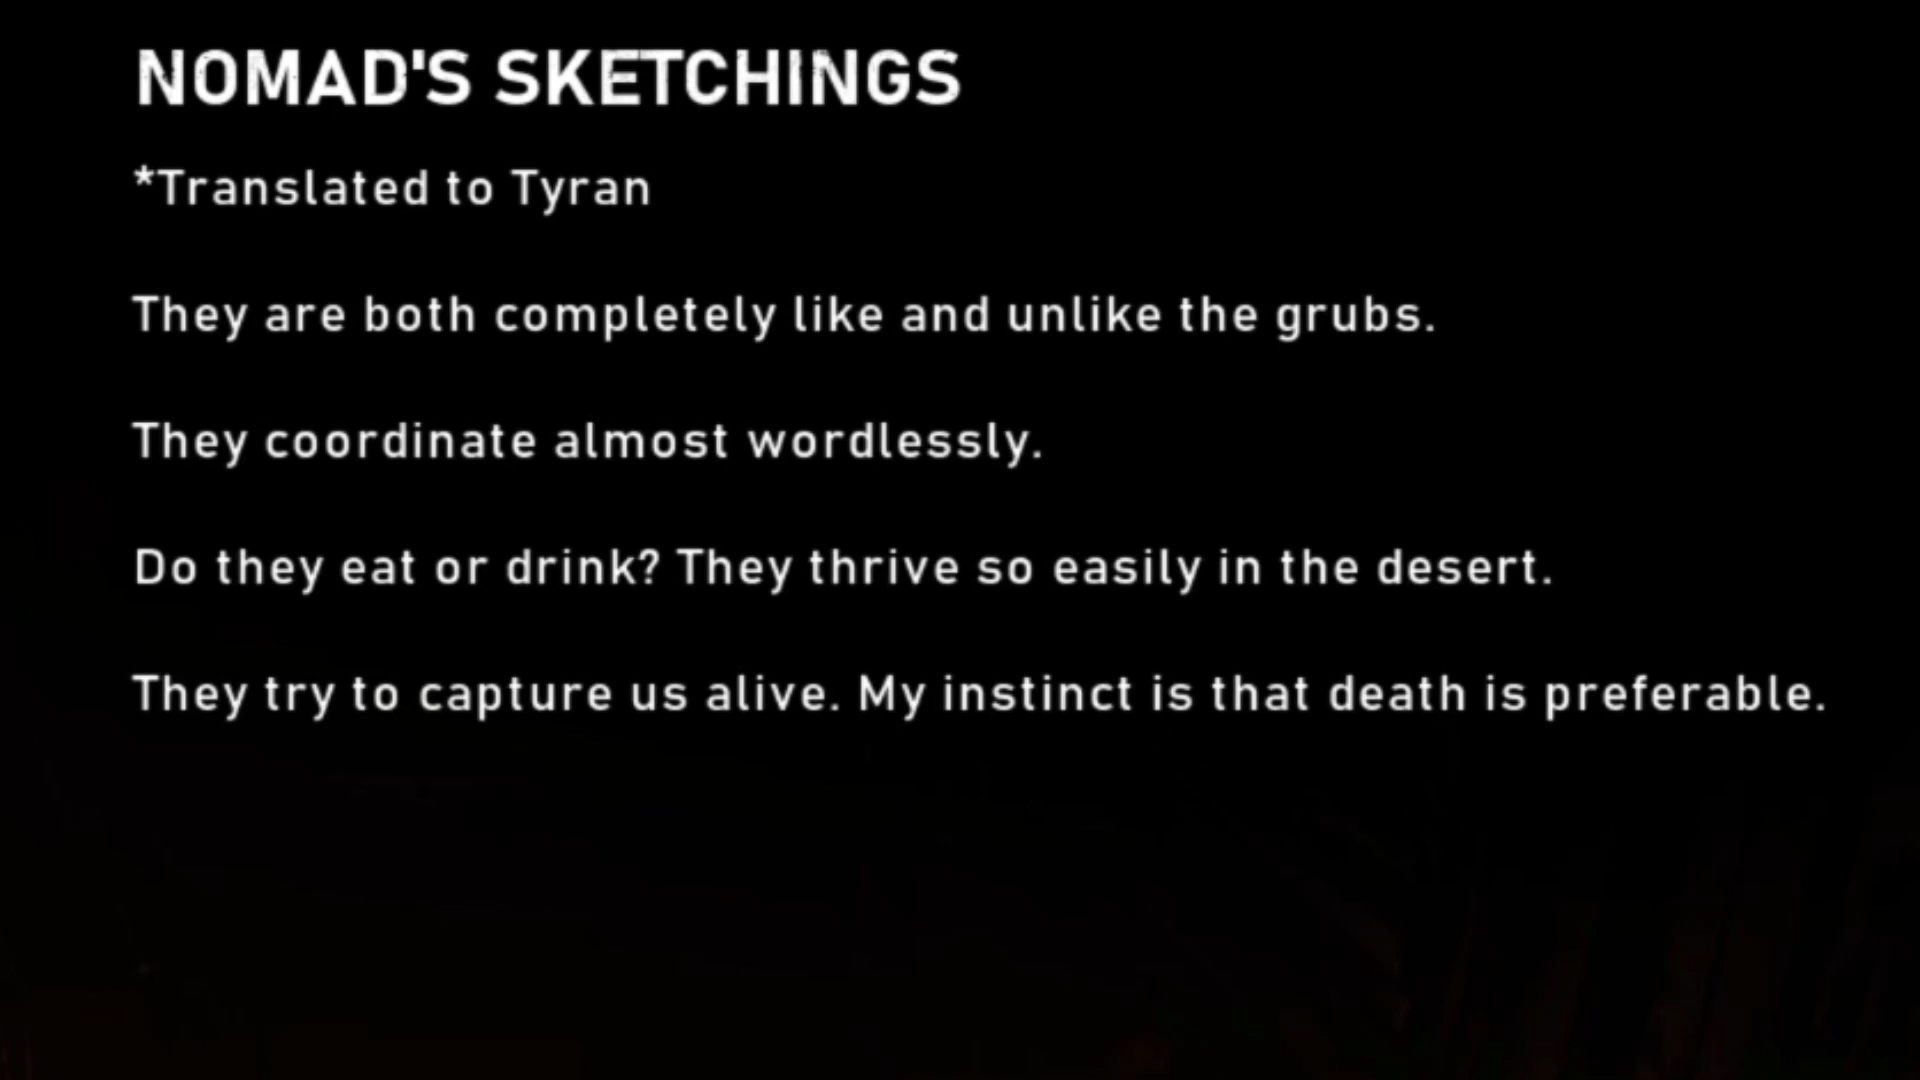 NOMAD'S SKETCHINGS
*Translated to Tyran
They are both completely like and unlike the grubs.
They coordinate almost wordlessly.
Do they eat or drink? They thrive so easily in the desert.
They try to capture us alive. My instinct is that death is preferable.